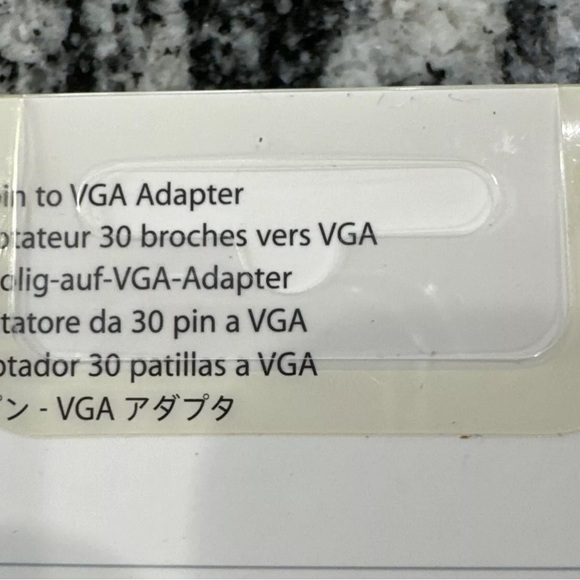 in to VGA Adapter
tateur 30 broches vers VGA
olig-auf-VGA-Adapter
tatore da 30 pin a VGA
ptador 30 patillas a VGA
ン - VGA アダプタ